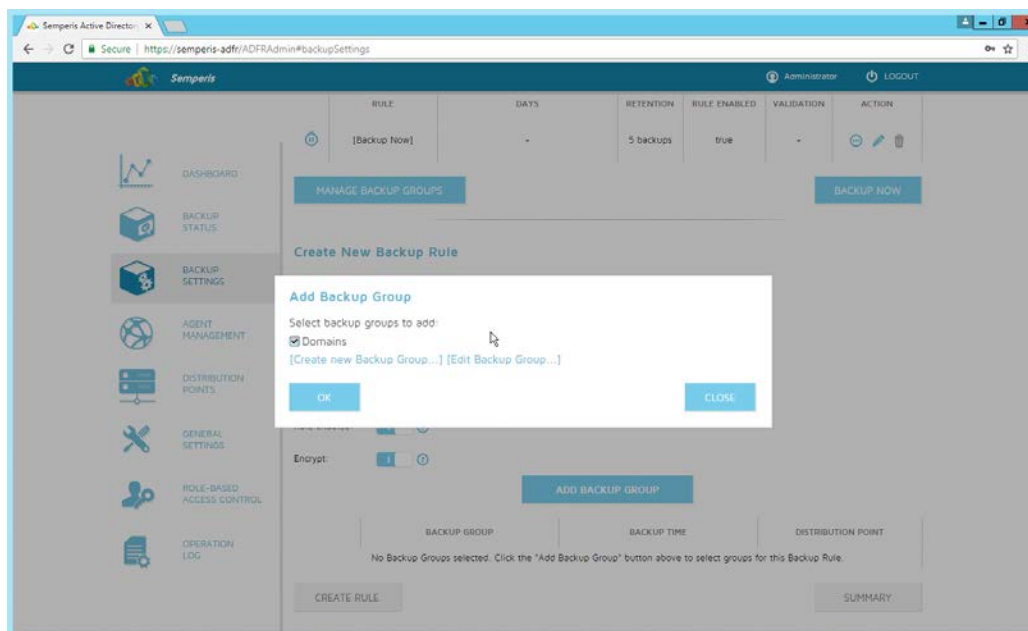 Semperis Active Director
Secure | https://semperis-adfr/ADFRAdmin#backupSettings
Semperis
Administrator
LOGOUT
RULE DAYS RETENTION RULE ENABLED VALIDATION ACTION
[Backup Now] - 5 backups true -
DASHBOARD
MANAGE BACKUP GROUPS
BACKUP NOW
BACKUP
STATUS
Create New Backup Rule
BACKUP
SETTINGS
Add Backup Group
Select backup groups to add:
Domains
[Create new Backup Group...] [Edit Backup Group...]
OK
CLOSE
AGENT
MANAGEMENT
DISTRIBUTION
POINTS
GENERAL
SETTINGS
Encrypt:
ROLE-BASED
ACCESS CONTROL
ADD BACKUP GROUP
BACKUP GROUP BACKUP TIME DISTRIBUTION POINT
OPERATION
LOG
No Backup Groups selected. Click the "Add Backup Group" button above to select groups for this Backup Rule.
CREATE RULE
SUMMARY